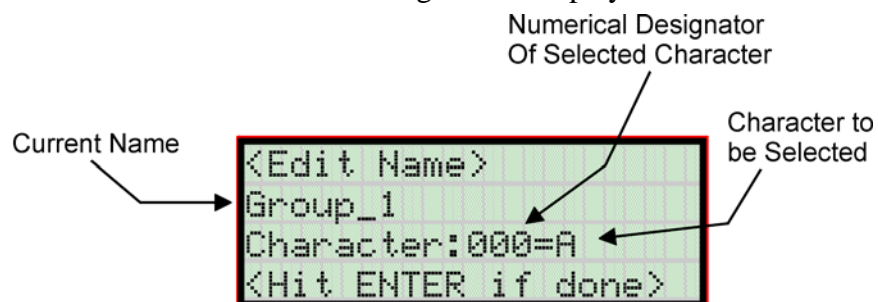 Numerical Designator
Of Selected Character
Character to
be Selected
Current Name
<Edit Name>
Group_1
Character:000=A
<Hit ENTER if done>